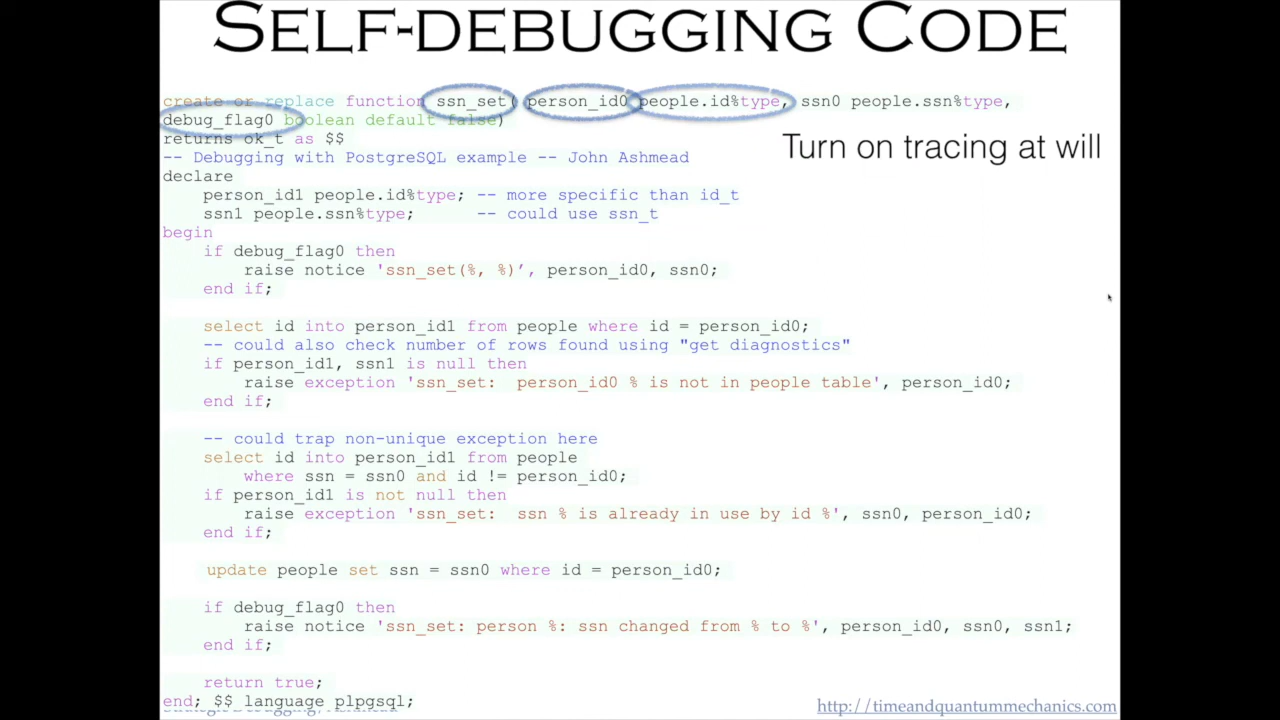 SELF-DEBUGGING CODE
create or replace function ssn_set( person_id0 people.id%type, ssn0 people.ssn%type,
debug_flag0 boolean default false)
returns ok_t as $$
Turn on tracing at will
-- Debugging with PostgreSQL example -- John Ashmead
declare
person_id1 people.id%type; -- more specific than id_t
ssn1 people.ssn%type; -- could use ssn_t
begin
if debug_flag0 then
raise notice 'ssn_set(%, %)’, person_id0, ssn0;
end if;
select id into person_id1 from people where id = person_id0;
-- could also check number of rows found using "get diagnostics"
if person_id1, ssn1 is null then
raise exception 'ssn_set:  person_id0 % is not in people table', person_id0;
end if;
-- could trap non-unique exception here
select id into person_id1 from people
where ssn = ssn0 and id != person_id0;
if person_id1 is not null then
raise exception 'ssn_set:  ssn % is already in use by id %', ssn0, person_id0;
end if;
update people set ssn = ssn0 where id = person_id0;
if debug_flag0 then
raise notice 'ssn_set: person %: ssn changed from % to %', person_id0, ssn0, ssn1;
end if;
return true;
end; $$ language plpgsql;
http://timeandquantummechanics.com